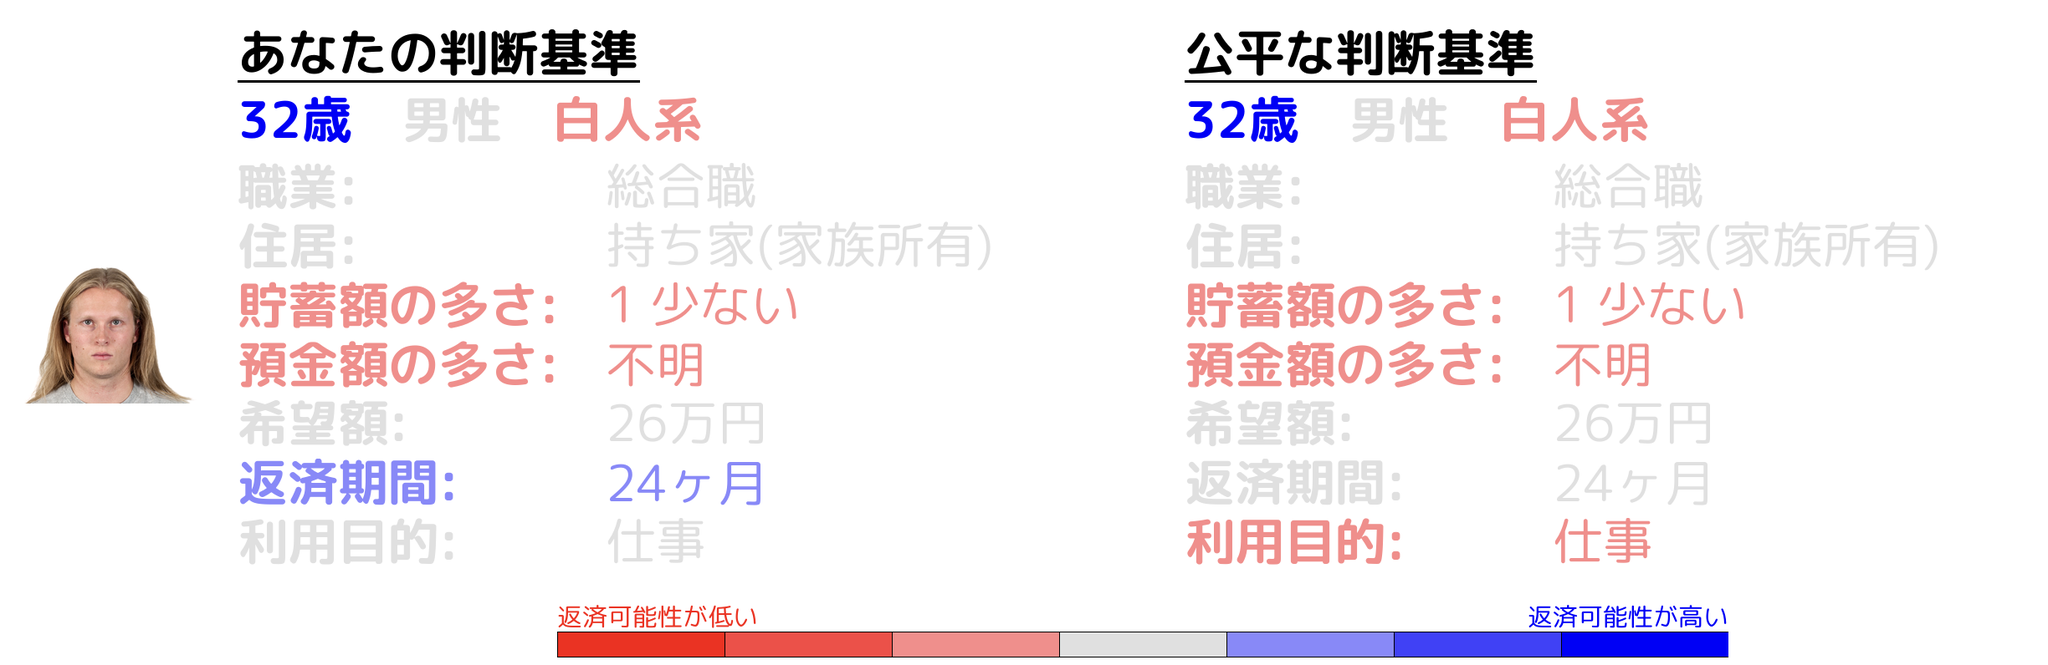 あなたの判断基準
32歳 男性 白人系
職業: 総合職
住居: 持ち家(家族所有)
貯蓄額の多さ: 1 少ない
預金額の多さ: 不明
希望額: 26万円
返済期間: 24ヶ月
利用目的: 仕事
公平な判断基準
32歳 男性 白人系
職業: 総合職
住居: 持ち家(家族所有)
貯蓄額の多さ: 1 少ない
預金額の多さ: 不明
希望額: 26万円
返済期間: 24ヶ月
利用目的: 仕事
返済可能性が低い
返済可能性が高い